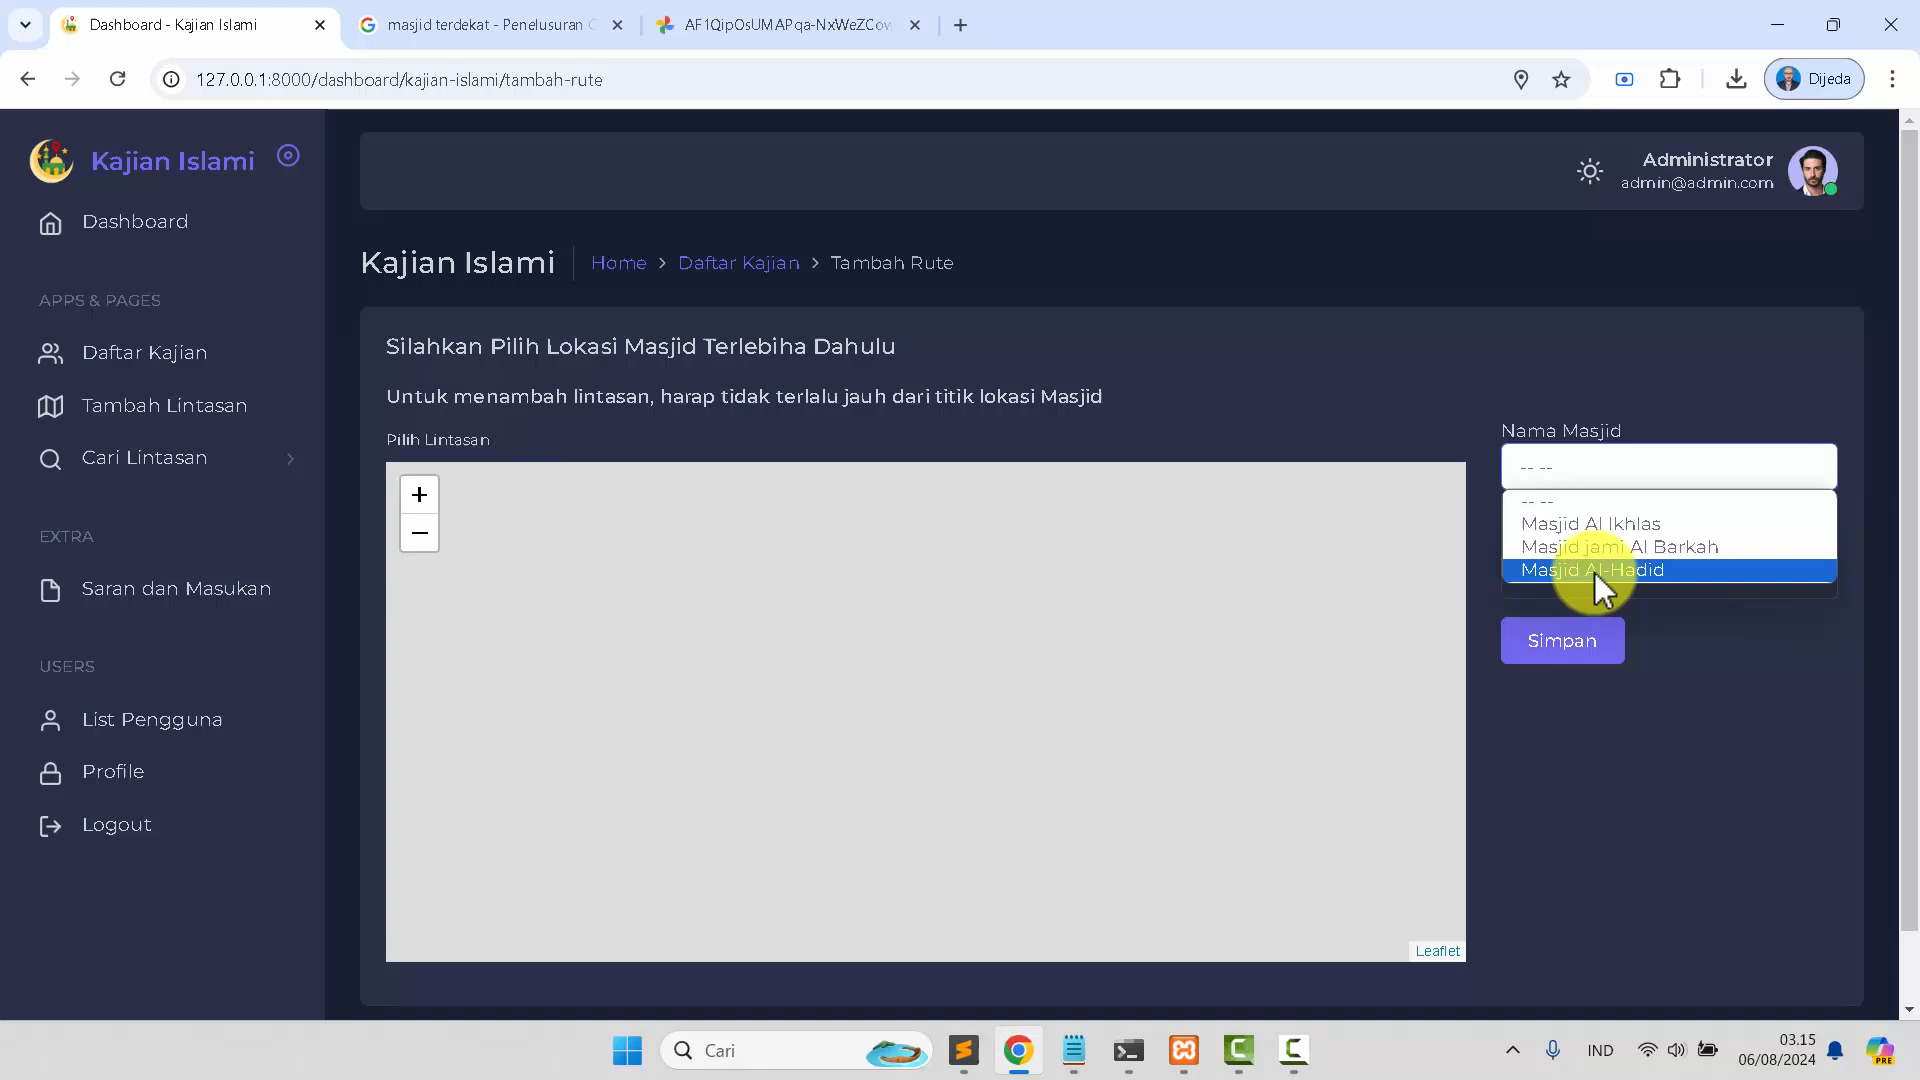 Dashboard - Kajian Islami
masjid terdekat - Penelusuran
AF1QipOsUMAPqa-NxWeZCov
127.0.0.1:8000/dashboard/kajian-islami/tambah-rute
Dijeda
Kajian Islami
Administrator
admin@admin.com
Dashboard
Kajian Islami
Home > Daftar Kajian > Tambah Rute
APPS & PAGES
Daftar Kajian
Tambah Lintasan
Cari Lintasan
EXTRA
Saran dan Masukan
USERS
List Pengguna
Profile
Logout
Silahkan Pilih Lokasi Masjid Terlebiha Dahulu
Untuk menambah lintasan, harap tidak terlalu jauh dari titik lokasi Masjid
Pilih Lintasan
+
−
Leaflet
Nama Masjid
-- --
-- --
Masjid Al Ikhlas
Masjid jami Al Barkah
Masjid Al-Hadid
Simpan
Cari
IND
03.15
06/08/2024
PRE